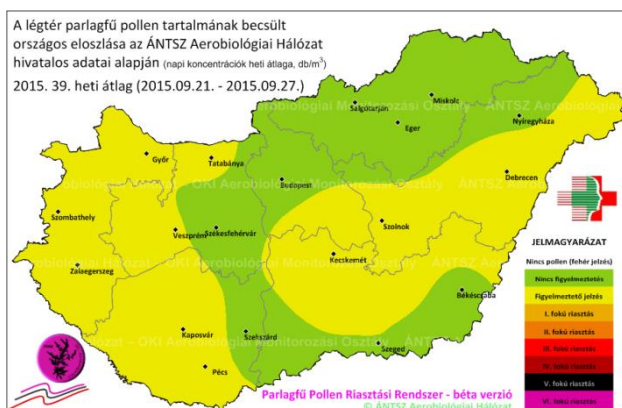 A légtér parlagfű pollen tartalmának becsült
országos eloszlása az ÁNTSZ Aerobiológiai Hálózat
hivatalos adatai alapján (napi koncentrációk heti átlaga, db/m³)
2015. 39. heti átlag (2015.09.21. - 2015.09.27.)
Miskolc
Salgótarján
Eger
Nyíregyháza
Győr
Tatabánya
Budapest
Debrecen
Szombathely
Veszprém
Székesfehérvár
Szolnok
Kecskemét
Zalaegerszeg
Békéscsaba
Kaposvár
Szekszárd
Szeged
Pécs
JELMAGYARÁZAT
Nincs pollen (fehér jelzés)
Nincs figyelmeztetés
Figyelmeztető jelzés
I. fokú riasztás
II. fokú riasztás
III. fokú riasztás
IV. fokú riasztás
V. fokú riasztás
VI. fokú riasztás
Parlagfű Pollen Riasztási Rendszer - béta verzió
© ÁNTSZ Aerobiológiai Hálózat